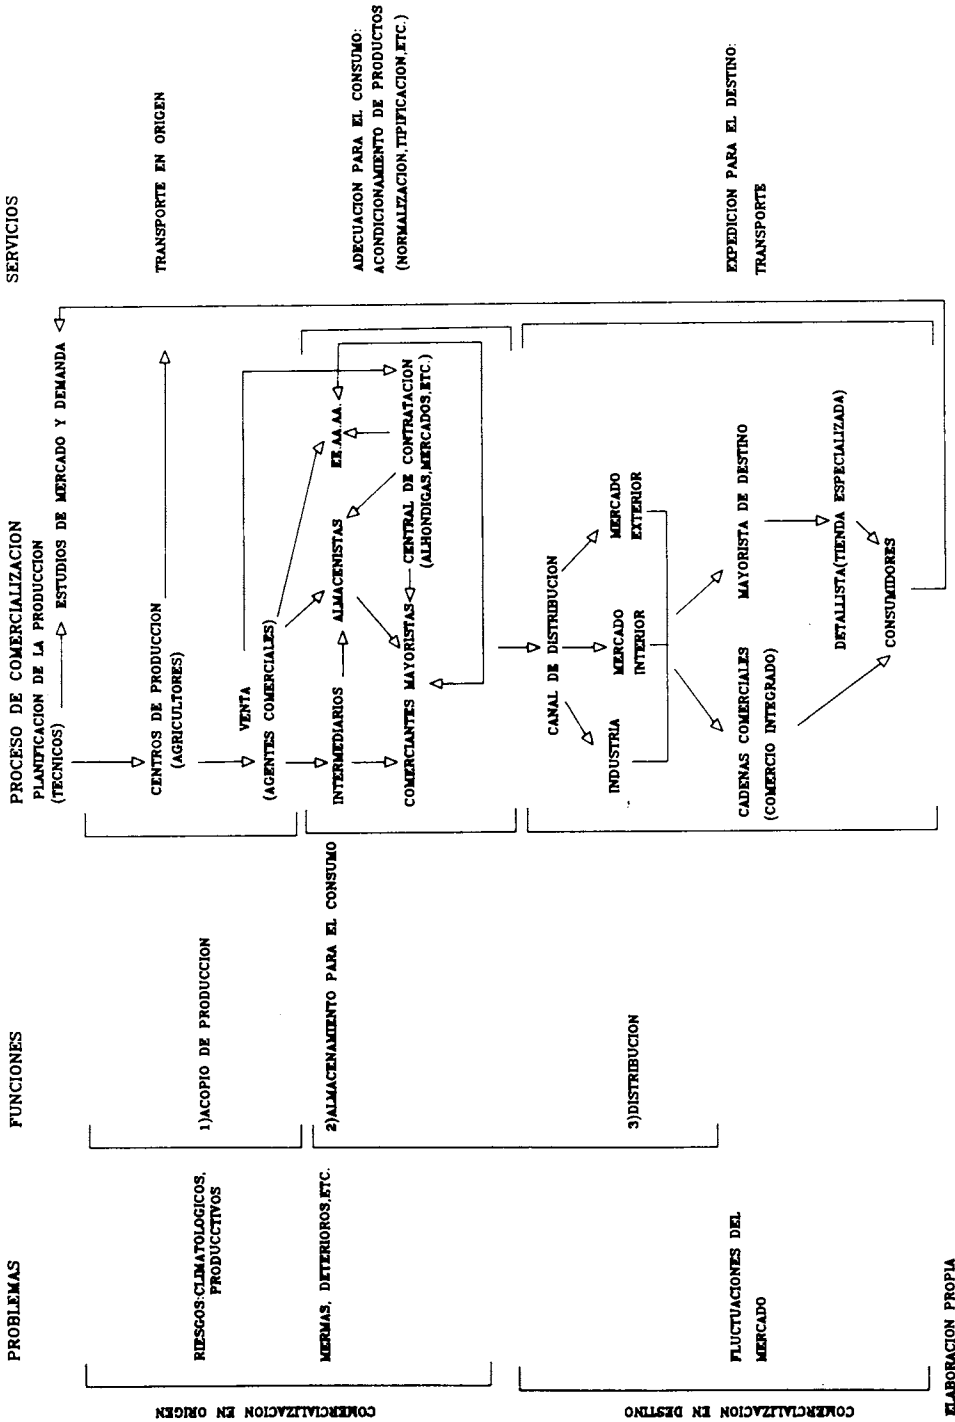 PROBLEMAS
FUNCIONES
PROCESO DE COMERCIALIZACION
SERVICIOS
PLANIFICACION DE LA PRODUCCION
(TECNICOS)
ESTUDIOS DE MERCADO Y DEMANDA
COMERCIALIZACION EN ORIGEN
RIESGOS:CLIMATOLOGICOS,
PRODUCCTIVOS
1)ACOPIO DE PRODUCCION
CENTROS DE PRODUCCION
(AGRICULTORES)
TRANSPORTE EN ORIGEN
VENTA
(AGENTES COMERCIALES)
MERMAS, DETERIOROS,ETC.
2)ALMACENAMIENTO PARA EL CONSUMO
INTERMEDIARIOS
ALMACENISTAS
EE.AA.AA.
COMERCIANTES MAYORISTAS
CENTRAL DE CONTRATACION
(ALHONDIGAS,MERCADOS,ETC.)
ADECUACION PARA EL CONSUMO:
ACONDICIONAMIENTO DE PRODUCTOS
(NORMALIZACION,TIPIFICACION,ETC.)
COMERCIALIZACION EN DESTINO
FLUCTUACIONES DEL
MERCADO
3)DISTRIBUCION
CANAL DE DISTRIBUCION
INDUSTRIA
MERCADO
INTERIOR
MERCADO
EXTERIOR
CADENAS COMERCIALES
(COMERCIO INTEGRADO)
MAYORISTA DE DESTINO
DETALLISTA(TIENDA ESPECIALIZADA)
CONSUMIDORES
EXPEDICION PARA EL DESTINO:
TRANSPORTE
ELABORACION PROPIA